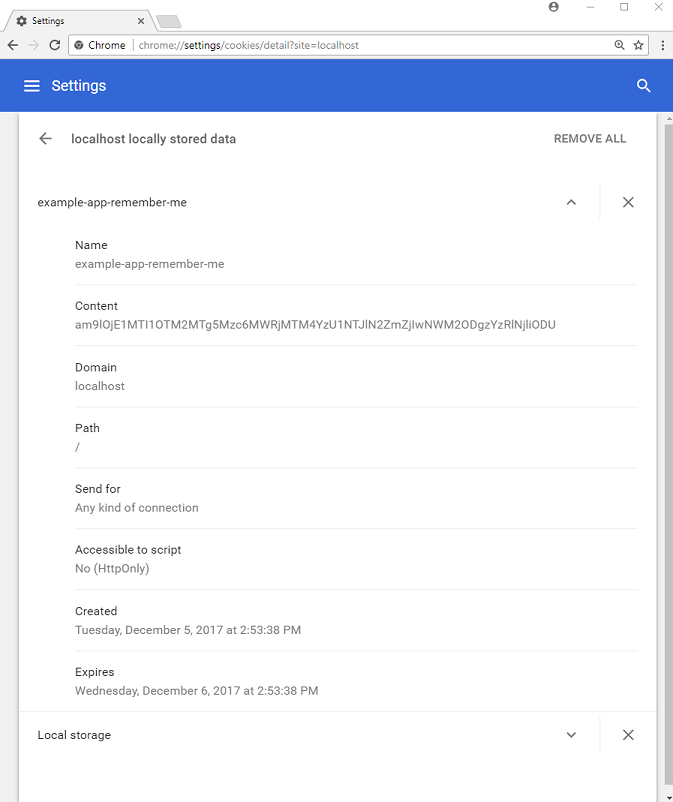 Settings
Chrome chrome://settings/cookies/detail?site=localhost
Settings
localhost locally stored data REMOVE ALL
example-app-remember-me
Name
example-app-remember-me
Content
am9lOjE1MTI1OTM2MTg5Mzc6MWRjMTM4YzU1NTJlN2ZmZjIwNWM2ODgzYzRlNjliODU
Domain
localhost
Path
/
Send for
Any kind of connection
Accessible to script
No (HttpOnly)
Created
Tuesday, December 5, 2017 at 2:53:38 PM
Expires
Wednesday, December 6, 2017 at 2:53:38 PM
Local storage